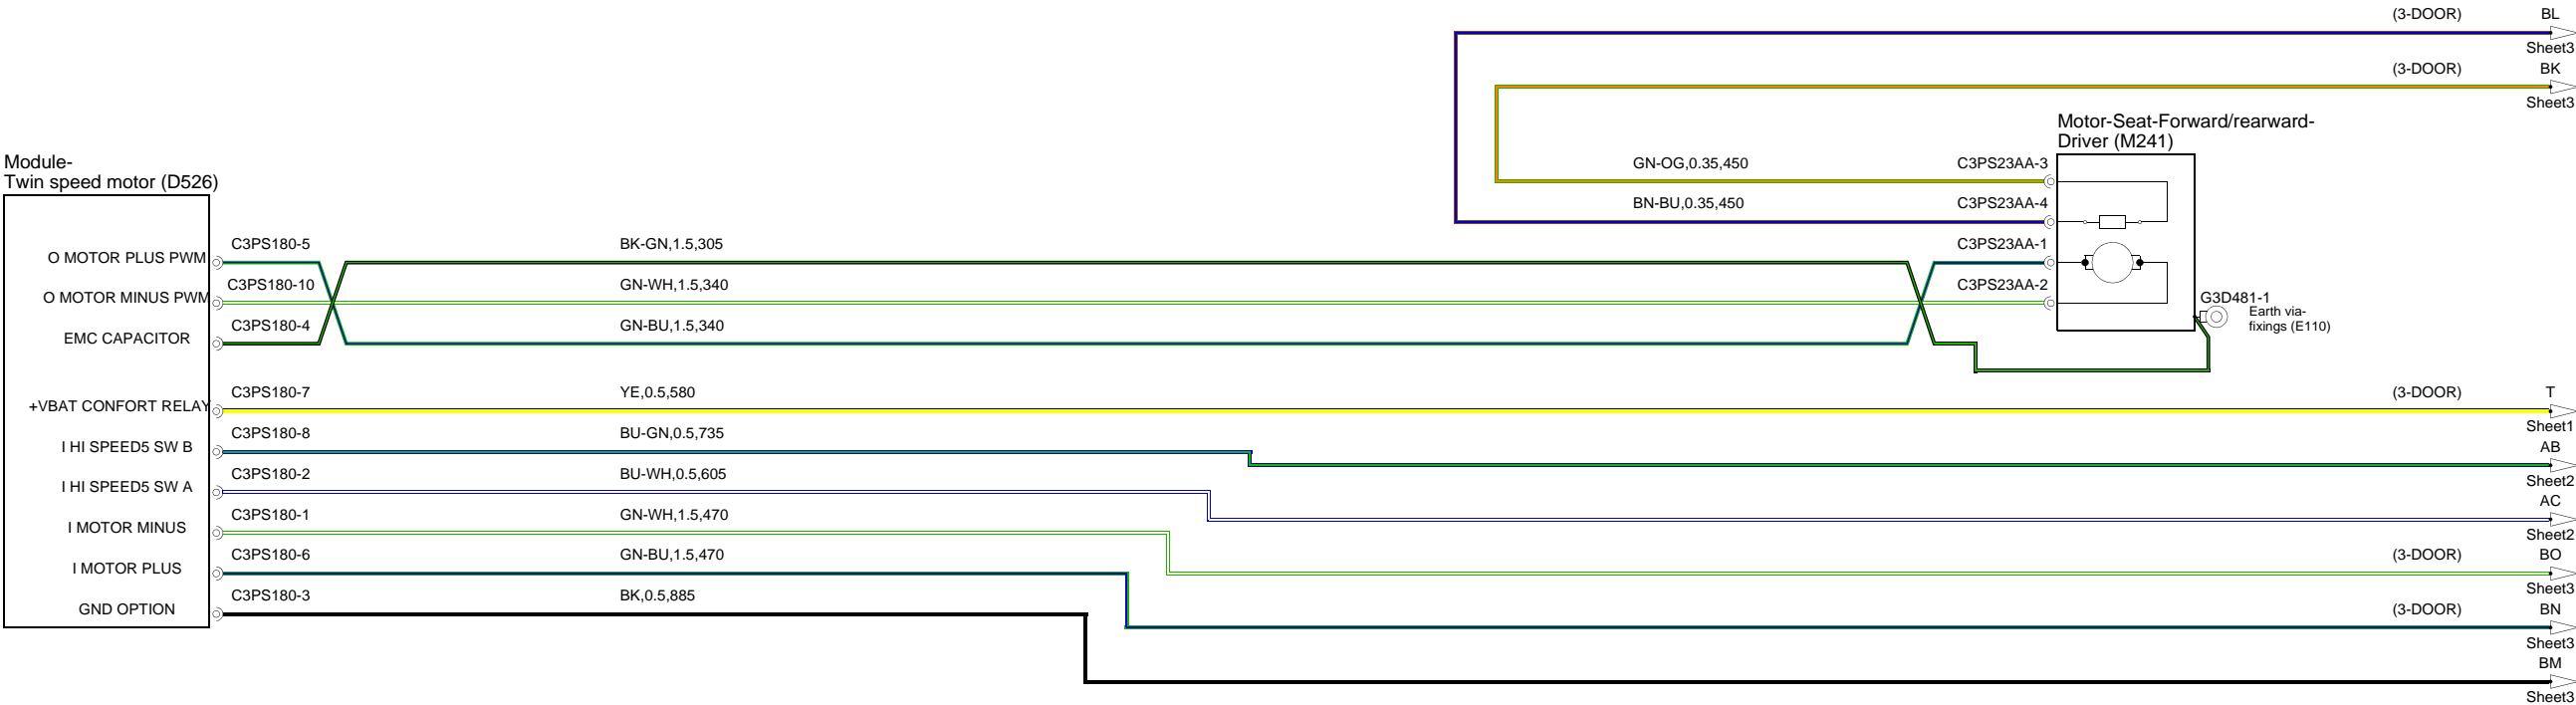 (3-DOOR) BL
Sheet3
(3-DOOR) BK
Sheet3
Motor-Seat-Forward/rearward-
Driver (M241)
Module-
Twin speed motor (D526)
GN-OG,0.35,450 C3PS23AA-3
BN-BU,0.35,450 C3PS23AA-4
O MOTOR PLUS PWM C3PS180-5 BK-GN,1.5,305 C3PS23AA-1
O MOTOR MINUS PWM C3PS180-10 GN-WH,1.5,340 C3PS23AA-2
G3D481-1
Earth via-
fixings (E110)
EMC CAPACITOR C3PS180-4 GN-BU,1.5,340
+VBAT CONFORT RELAY C3PS180-7 YE,0.5,580 (3-DOOR) T
Sheet1
I HI SPEED5 SW B C3PS180-8 BU-GN,0.5,735 AB
Sheet2
I HI SPEED5 SW A C3PS180-2 BU-WH,0.5,605 AC
Sheet2
I MOTOR MINUS C3PS180-1 GN-WH,1.5,470 (3-DOOR) BO
Sheet3
I MOTOR PLUS C3PS180-6 GN-BU,1.5,470 (3-DOOR) BN
Sheet3
GND OPTION C3PS180-3 BK,0.5,885 BM
Sheet3